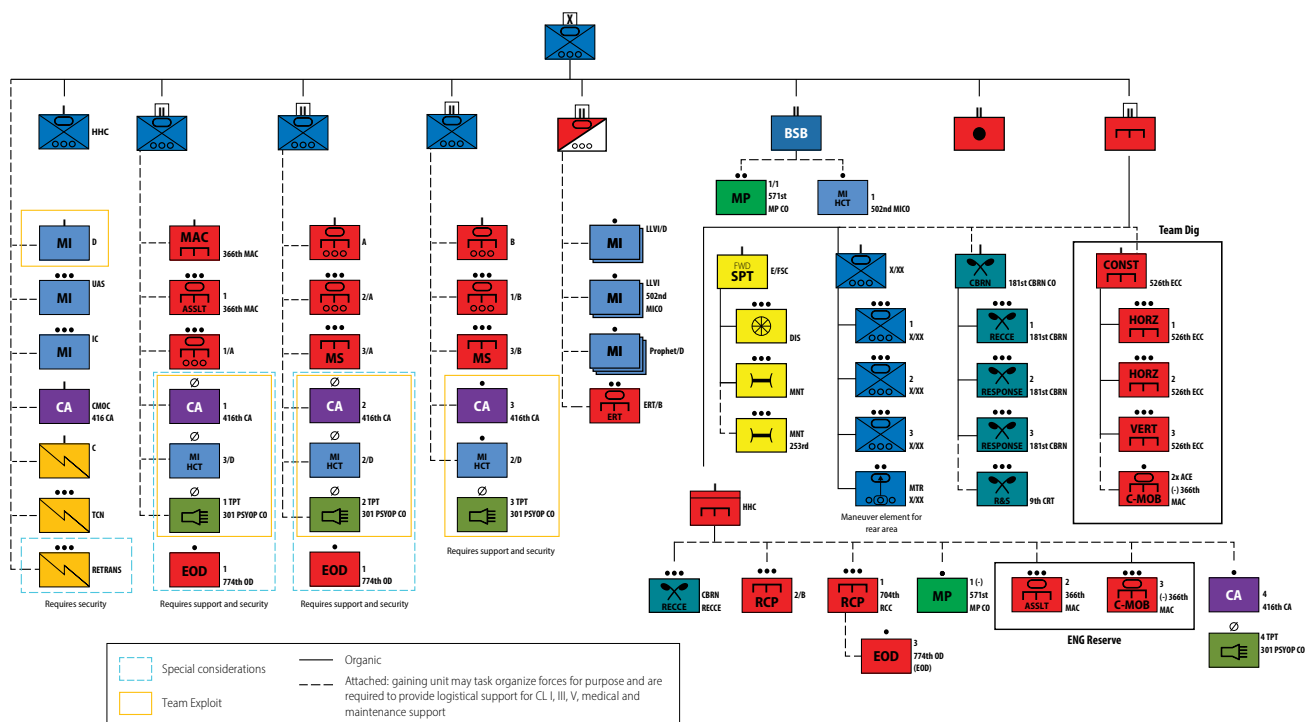 X
HHC
II
II
II
II
II
BSB
II
II
MP
1/1
571st
MP CO
MI
HCT
1
502nd MICO
MI
D
UAS
MI
IC
MI
CA
CMOC
416 CA
C
TCN
RETRANS
Requires security
MAC
366th MAC
ASSLT
1
366th MAC
1/A
CA
1
416th CA
MI
HCT
3/D
1 TPT
301 PSYOP CO
EOD
1
774th OD
Requires support and security
A
2/A
MS
3/A
CA
2
416th CA
MI
HCT
2/D
2 TPT
301 PSYOP CO
EOD
1
774th OD
Requires support and security
B
1/B
MS
3/B
CA
3
416th CA
MI
HCT
2/D
3 TPT
301 PSYOP CO
Requires support and security
MI
LLVI/D
MI
LLVI
502nd
MICO
MI
Prophet/D
ERT
ERT/B
FWD
SPT
E/FSC
DIS
MNT
MNT
253rd
X/XX
1
X/XX
2
X/XX
3
X/XX
MTR
X/XX
Maneuver element for
rear area
CBRN
181st CBRN CO
RECCE
1
181st CBRN
RESPONSE
2
181st CBRN
RESPONSE
3
181st CBRN
R&S
9th CRT
Team Dig
CONST
526th ECC
HORZ
1
526th ECC
HORZ
2
526th ECC
VERT
3
526th ECC
C-MOB
2x ACE
(-) 366th
MAC
HHC
RECCE
CBRN
RECCE
RCP
2/B
RCP
1
704th
RCC
EOD
3
774th OD
(EOD)
MP
1 (-)
571st
MP CO
ASSLT
2
366th
MAC
C-MOB
3
(-) 366th
MAC
ENG Reserve
CA
4
416th CA
4 TPT
301 PSYOP CO
Special considerations
Team Exploit
Organic
Attached: gaining unit may task organize forces for purpose and are
required to provide logistical support for CL I, III, V, medical and
maintenance support